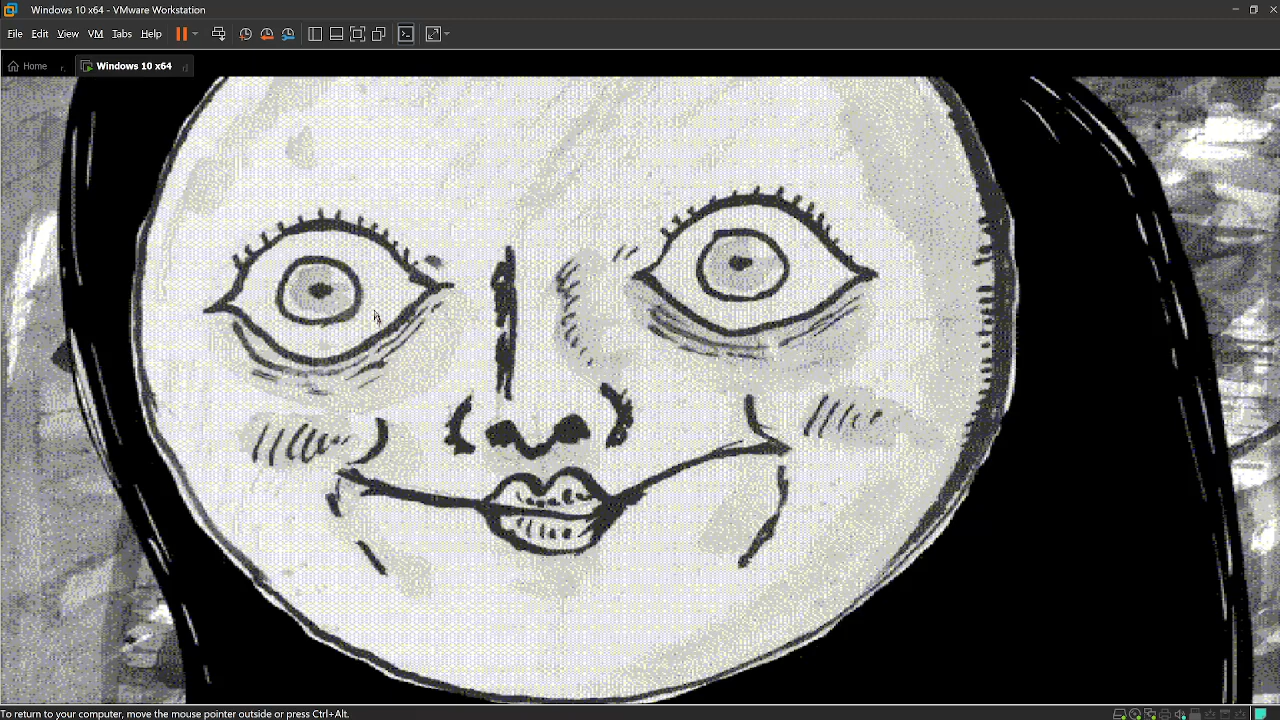 Windows 10 x64 - VMware Workstation
File Edit View VM Tabs Help
Home Windows 10 x64
To return to your computer, move the mouse pointer outside or press Ctrl+Alt.